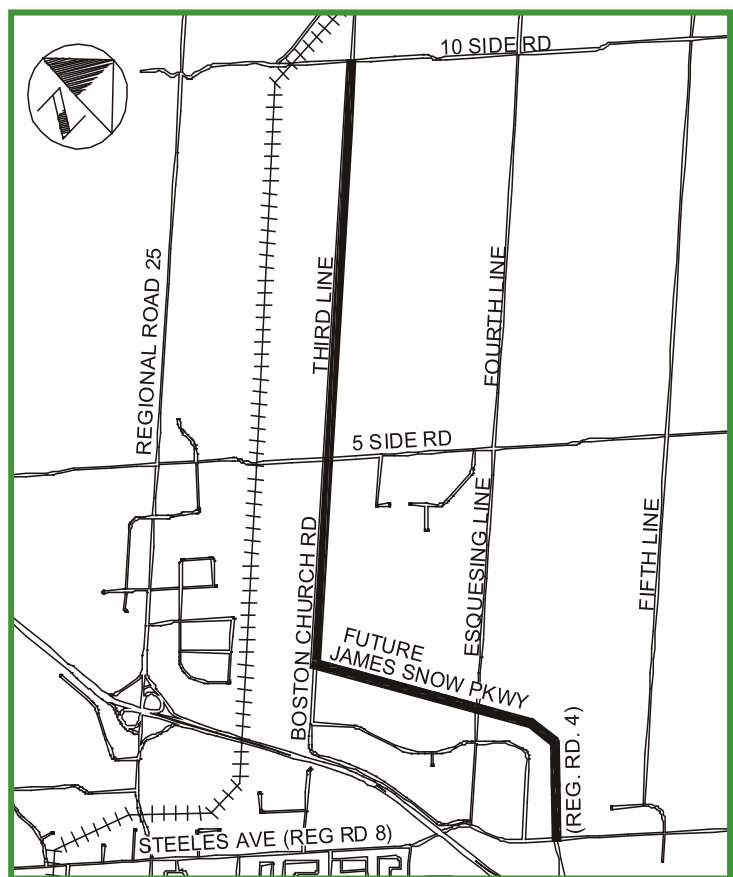 10 SIDE RD
REGIONAL ROAD 25
THIRD LINE
FOURTH LINE
5 SIDE RD
BOSTON CHURCH RD
ESQUESING LINE
FIFTH LINE
FUTURE
JAMES SNOW PKWY
(REG. RD. 4)
STEELES AVE (REG RD 8)